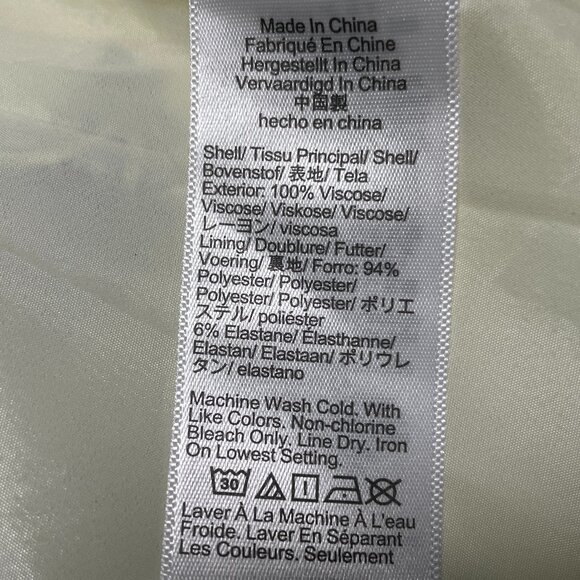 Made In China
Fabriqué En Chine
Hergestellt In China
Vervaardigd In China
中国製
hecho en china
Shell/ Tissu Principal/ Shell/
Bovenstof/ 表地/ Tela
Exterior: 100% Viscose/
Viscose/ Viskose/ Viscose/
レーヨン/ viscosa
Lining/ Doublure/ Futter/
Voering/ 裏地/ Forro: 94%
Polyester/ Polyester/
Polyester/ Polyester/ ポリエ
ステル/ poliéster
6% Elastane/ Elasthanne/
Elastan/ Elastaan/ ポリウレ
タン/ elastano
Machine Wash Cold. With
Like Colors. Non-chlorine
Bleach Only. Line Dry. Iron
On Lowest Setting.
30
Laver À La Machine À L'eau
Froide. Laver En Séparant
Les Couleurs. Seulement